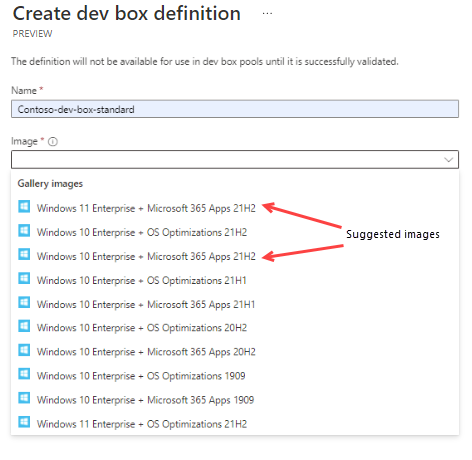 Create dev box definition ...
PREVIEW
The definition will not be available for use in dev box pools until it is successfully validated.
Name *
Contoso-dev-box-standard
Image *
Gallery images
Windows 11 Enterprise + Microsoft 365 Apps 21H2
Windows 10 Enterprise + OS Optimizations 21H2
Suggested images
Windows 10 Enterprise + Microsoft 365 Apps 21H2
Windows 10 Enterprise + OS Optimizations 21H1
Windows 10 Enterprise + Microsoft 365 Apps 21H1
Windows 10 Enterprise + OS Optimizations 20H2
Windows 10 Enterprise + Microsoft 365 Apps 20H2
Windows 10 Enterprise + OS Optimizations 1909
Windows 10 Enterprise + Microsoft 365 Apps 1909
Windows 11 Enterprise + OS Optimizations 21H2